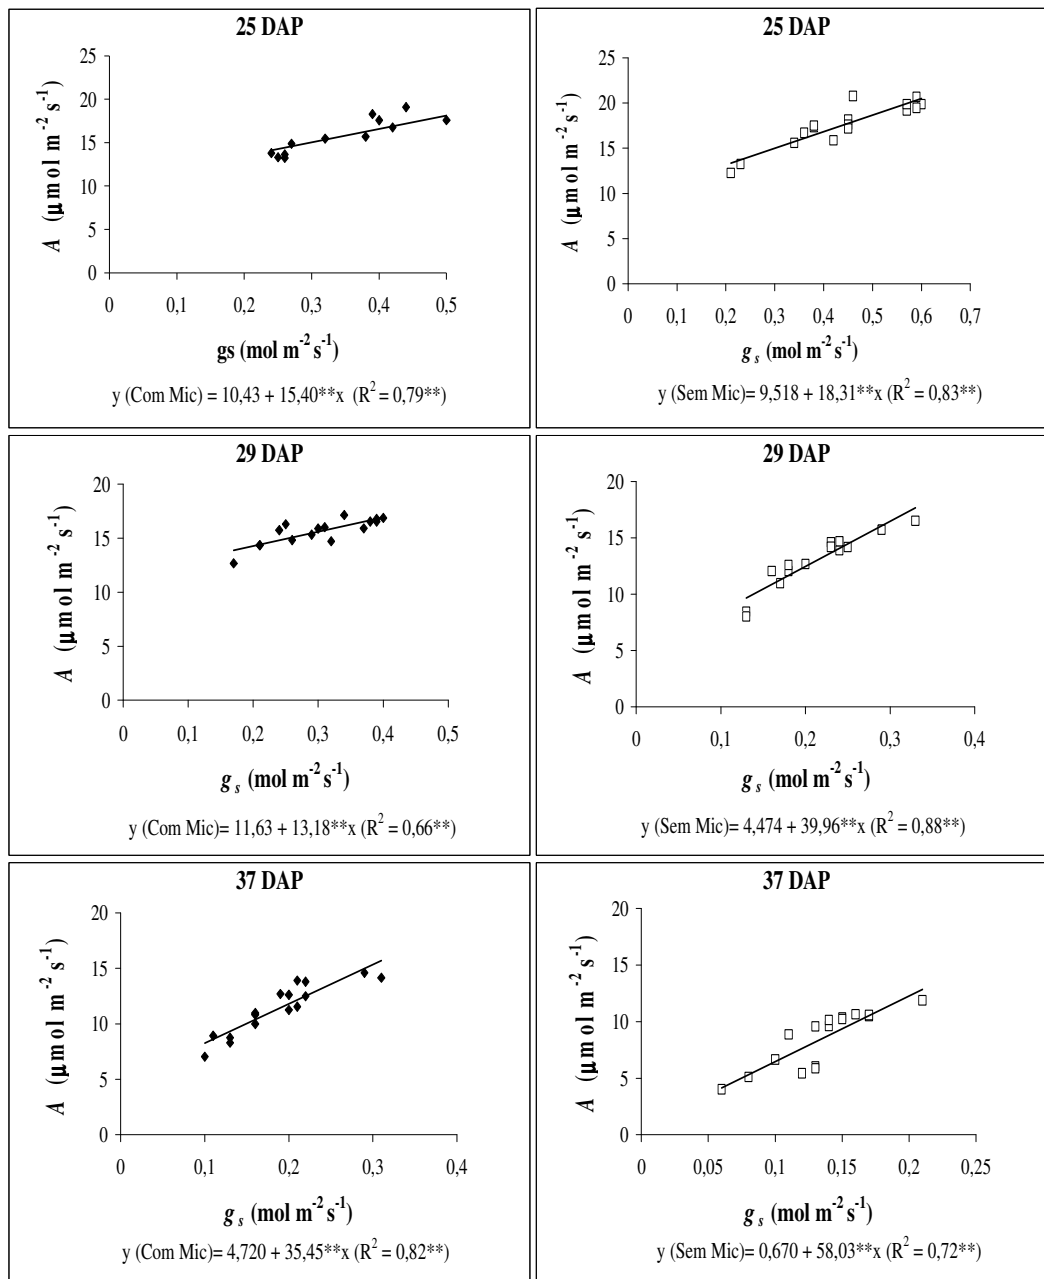 25 DAP
A (μmol m-2 s-1)
25
20
15
10
5
0
0 0,1 0,2 0,3 0,4 0,5
gs (mol m-2 s-1)
y (Com Mic) = 10,43 + 15,40**x (R2 = 0,79**)
25 DAP
A (μmol m-2 s-1)
25
20
15
10
5
0
0 0,1 0,2 0,3 0,4 0,5 0,6 0,7
gs (mol m-2 s-1)
y (Sem Mic)= 9,518 + 18,31**x (R2 = 0,83**)
29 DAP
A (μmol m-2 s-1)
20
15
10
5
0
0 0,1 0,2 0,3 0,4 0,5
gs (mol m-2 s-1)
y (Com Mic)= 11,63 + 13,18**x (R2 = 0,66**)
29 DAP
A (μmol m-2 s-1)
20
15
10
5
0
0 0,1 0,2 0,3 0,4
gs (mol m-2 s-1)
y (Sem Mic)= 4,474 + 39,96**x (R2 = 0,88**)
37 DAP
A (μmol m-2 s-1)
20
15
10
5
0
0 0,1 0,2 0,3 0,4
gs (mol m-2 s-1)
y (Com Mic)= 4,720 + 35,45**x (R2 = 0,82**)
37 DAP
A (μmol m-2 s-1)
20
15
10
5
0
0 0,05 0,1 0,15 0,2 0,25
gs (mol m-2 s-1)
y (Sem Mic)= 0,670 + 58,03**x (R2 = 0,72**)